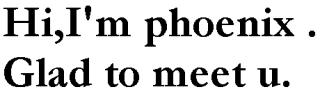 Hi,I'm phoenix .
Glad to meet u.